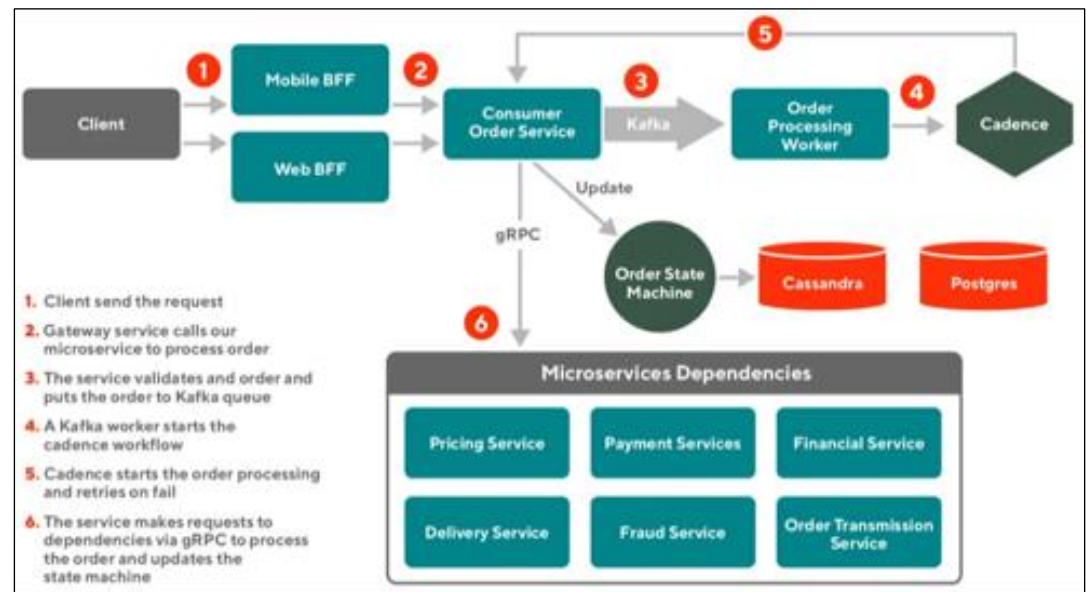 5
1
Mobile BFF
2
3
4
Client
Consumer
Order Service
Kafka
Order
Processing
Worker
Cadence
Web BFF
Update
gRPC
Order State
Machine
Cassandra
Postgres
6
1. Client send the request
2. Gateway service calls our
microservice to process order
3. The service validates and order and
puts the order to Kafka queue
4. A Kafka worker starts the
cadence workflow
5. Cadence starts the order processing
and retries on fail
6. The service makes requests to
dependencies via gRPC to process
the order and updates the
state machine
Microservices Dependencies
Pricing Service
Payment Services
Financial Service
Delivery Service
Fraud Service
Order Transmission
Service